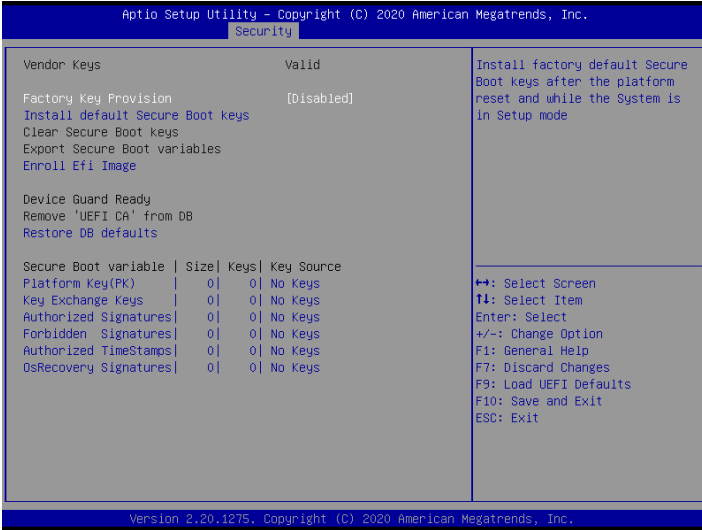 Aptio Setup Utility – Copyright (C) 2020 American Megatrends, Inc.
Security
Vendor Keys Valid
Factory Key Provision [Disabled]
Install default Secure Boot keys
Clear Secure Boot keys
Export Secure Boot variables
Enroll Efi Image
Device Guard Ready
Remove 'UEFI CA' from DB
Restore DB defaults
Secure Boot variable | Size| Keys| Key Source
Platform Key(PK) | 0| 0| No Keys
Key Exchange Keys | 0| 0| No Keys
Authorized Signatures| 0| 0| No Keys
Forbidden Signatures| 0| 0| No Keys
Authorized TimeStamps| 0| 0| No Keys
OsRecovery Signatures| 0| 0| No Keys
Install factory default Secure
Boot keys after the platform
reset and while the System is
in Setup mode
↔: Select Screen
↑↓: Select Item
Enter: Select
+/-: Change Option
F1: General Help
F7: Discard Changes
F9: Load UEFI Defaults
F10: Save and Exit
ESC: Exit
Version 2.20.1275. Copyright (C) 2020 American Megatrends, Inc.